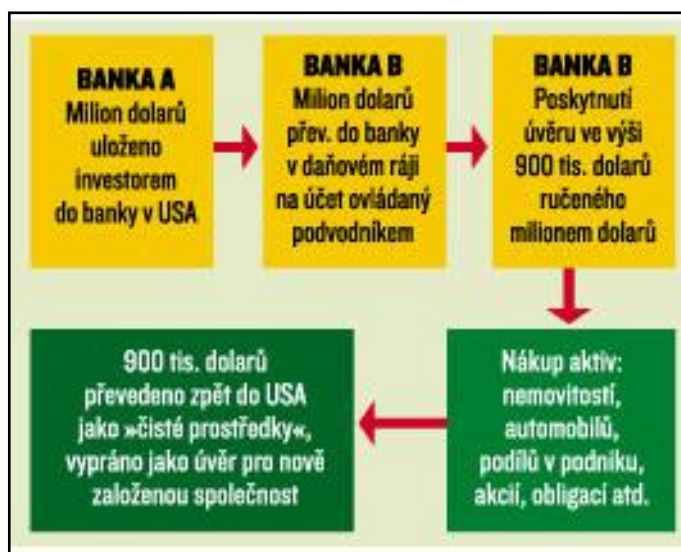 BANKA A
Milion dolarů
uloženo
investorem
do banky v USA
BANKA B
Milion dolarů
přev. do banky
v daňovém ráji
na účet ovládaný
podvodníkem
BANKA B
Poskytnutí
úvěru ve výši
900 tis. dolarů
ručeného
milionem dolarů
Nákup aktiv:
nemovitostí,
automobilů,
podílů v podniku,
akcií, obligací atd.
900 tis. dolarů
převedeno zpět do USA
jako »čisté prostředky«,
vypráno jako úvěr pro nově
založenou společnost